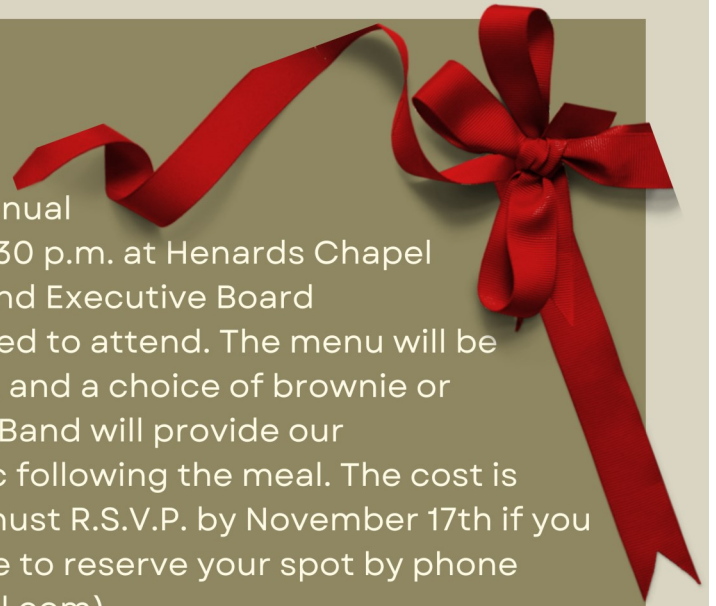 nual
30 p.m. at Henards Chapel
nd Executive Board
ed to attend. The menu will be
and a choice of brownie or
Band will provide our
c following the meal. The cost is
must R.S.V.P. by November 17th if you
e to reserve your spot by phone
l.com)